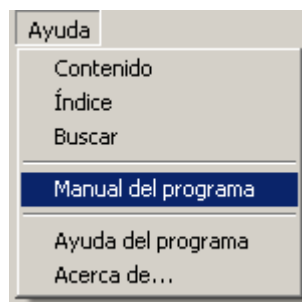 Ayuda
Contenido
Índice
Buscar
Manual del programa
Ayuda del programa
Acerca de...